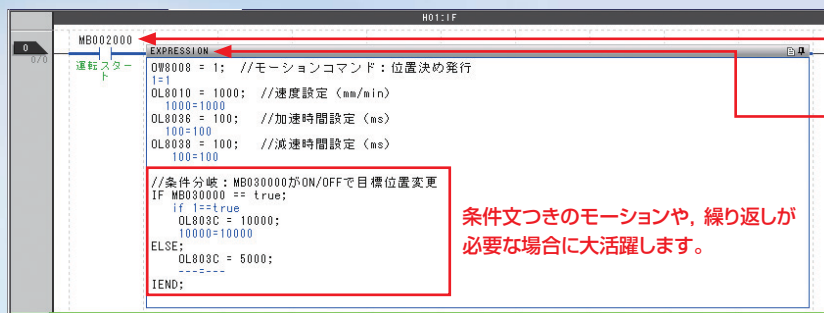 H01:IF
MB002000
0
0/0
運転スター
ト
EXPRESSION
OW8008 = 1; //モーションコマンド：位置決め発行
1=1
OL8010 = 1000; //速度設定 (mm/min)
1000=1000
OL8036 = 100; //加速時間設定 (ms)
100=100
OL8038 = 100; //減速時間設定 (ms)
100=100
//条件分岐：MB030000がON/OFFで目標位置変更
IF MB030000 == true;
if 1==true
OL803C = 10000;
10000=10000
ELSE;
OL803C = 5000;
---=---
IEND;
条件文つきのモーションや, 繰り返しが
必要な場合に大活躍します。